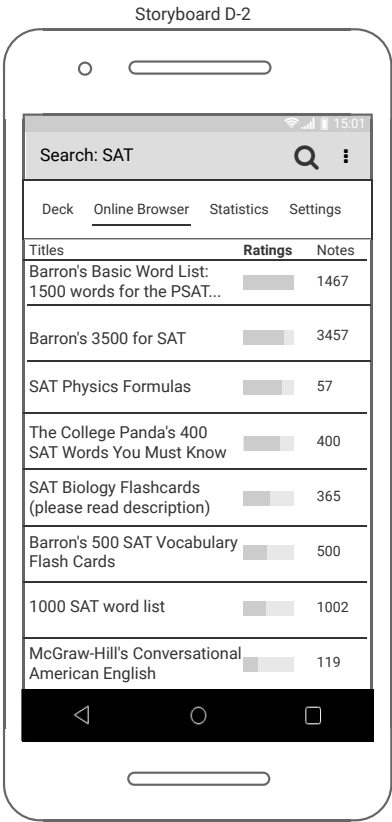 Storyboard D-2
15:01
Search: SAT
Deck Online Browser Statistics Settings
Titles Ratings Notes
Barron's Basic Word List:
1500 words for the PSAT... 1467
Barron's 3500 for SAT 3457
SAT Physics Formulas 57
The College Panda's 400
SAT Words You Must Know 400
SAT Biology Flashcards
(please read description) 365
Barron's 500 SAT Vocabulary
Flash Cards 500
1000 SAT word list 1002
McGraw-Hill's Conversational
American English 119